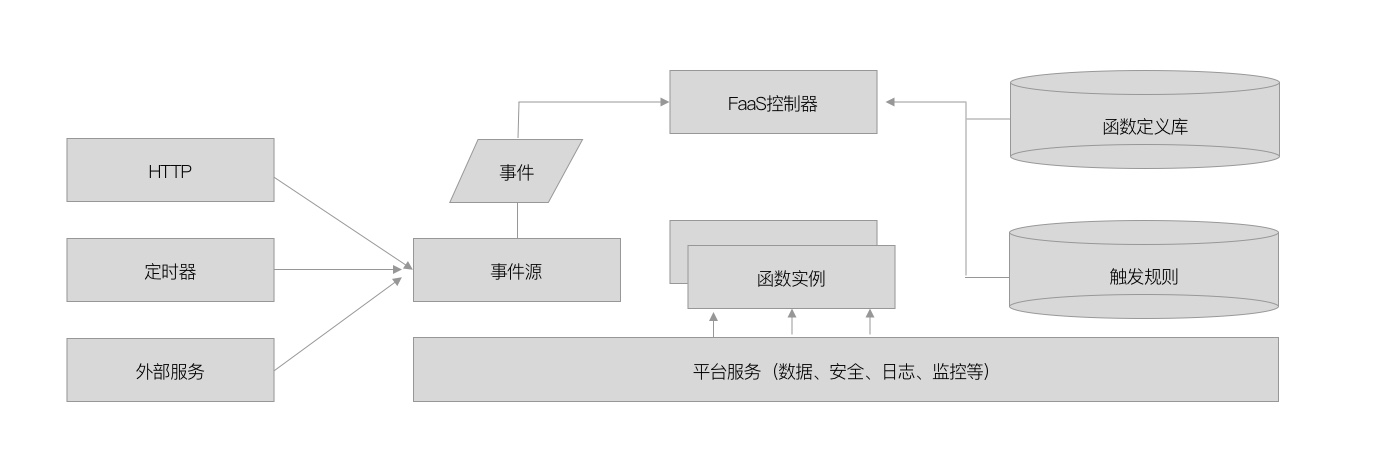 HTTP
定时器
外部服务
事件
事件源
FaaS控制器
函数实例
函数定义库
触发规则
平台服务（数据、安全、日志、监控等）